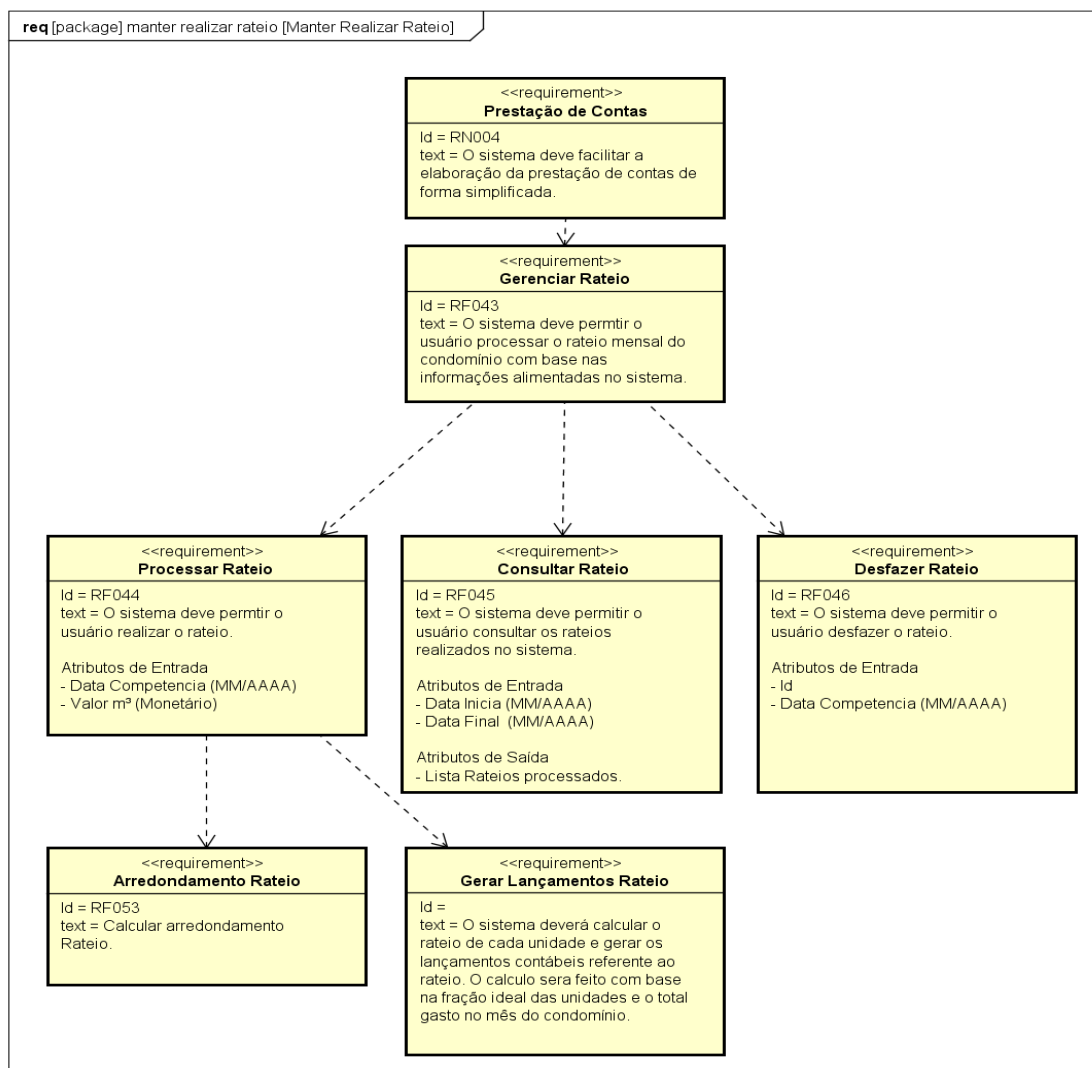 req [package] manter realizar rateio [Manter Realizar Rateio]
<<requirement>>
Prestação de Contas
Id = RN004
text = O sistema deve facilitar a
elaboração da prestação de contas de
forma simplificada.
<<requirement>>
Gerenciar Rateio
Id = RF043
text = O sistema deve permtir o
usuário processar o rateio mensal do
condomínio com base nas
informações alimentadas no sistema.
<<requirement>>
Processar Rateio
Id = RF044
text = O sistema deve permtir o
usuário realizar o rateio.
Atributos de Entrada
- Data Competencia (MM/AAAA)
- Valor m³ (Monetário)
<<requirement>>
Consultar Rateio
Id = RF045
text = O sistema deve permitir o
usuário consultar os rateios
realizados no sistema.
Atributos de Entrada
- Data Inicia (MM/AAAA)
- Data Final  (MM/AAAA)
Atributos de Saída
- Lista Rateios processados.
<<requirement>>
Desfazer Rateio
Id = RF046
text = O sistema deve permitir o
usuário desfazer o rateio.
Atributos de Entrada
- Id
- Data Competencia (MM/AAAA)
<<requirement>>
Arredondamento Rateio
Id = RF053
text = Calcular arredondamento
Rateio.
<<requirement>>
Gerar Lançamentos Rateio
Id =
text = O sistema deverá calcular o
rateio de cada unidade e gerar os
lançamentos contábeis referente ao
rateio. O calculo sera feito com base
na fração ideal das unidades e o total
gasto no mês do condomínio.